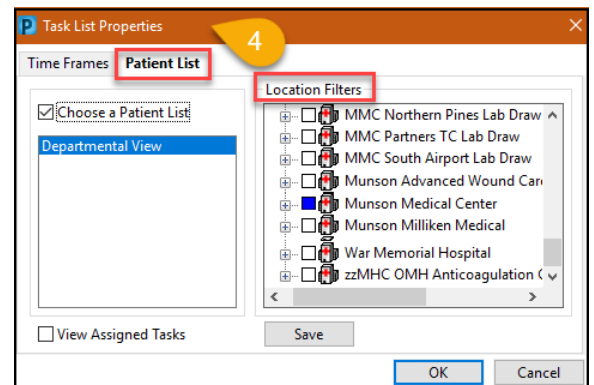 Task List Properties
4
Time Frames Patient List
Location Filters
Choose a Patient List
Departmental View
MMC Northern Pines Lab Draw
MMC Partners TC Lab Draw
MMC South Airport Lab Draw
Munson Advanced Wound
Munson Medical Center
Munson Milliken Medical
War Memorial Hospital
zzMHC OMH Anticoagulation
View Assigned Tasks
Save
OK Cancel